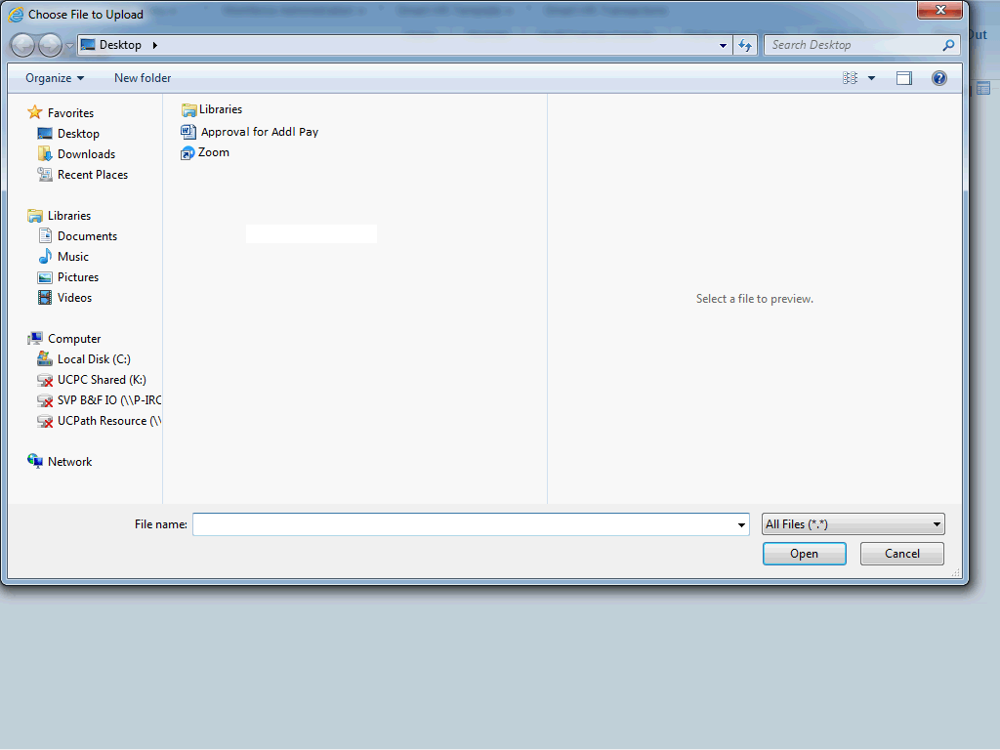 Choose File to Upload
Desktop
Search Desktop
Out
Organize
New folder
Favorites
Desktop
Downloads
Recent Places
Libraries
Documents
Music
Pictures
Videos
Computer
Local Disk (C:)
UCPC Shared (K:)
SVP B&F IO (\\P-IRC
UCPath Resource (\\
Network
Libraries
Approval for Addl Pay
Zoom
Select a file to preview.
File name:
All Files (*.*)
Open
Cancel